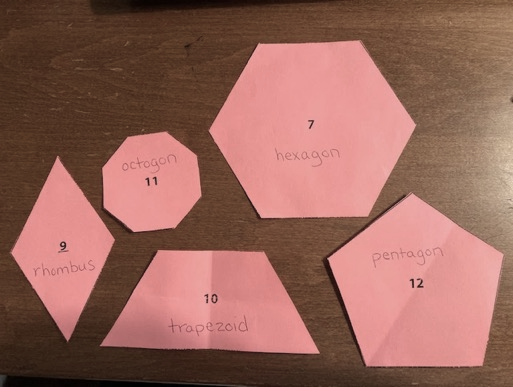 7
hexagon
octogon
11
9
rhombus
10
trapezoid
pentagon
12